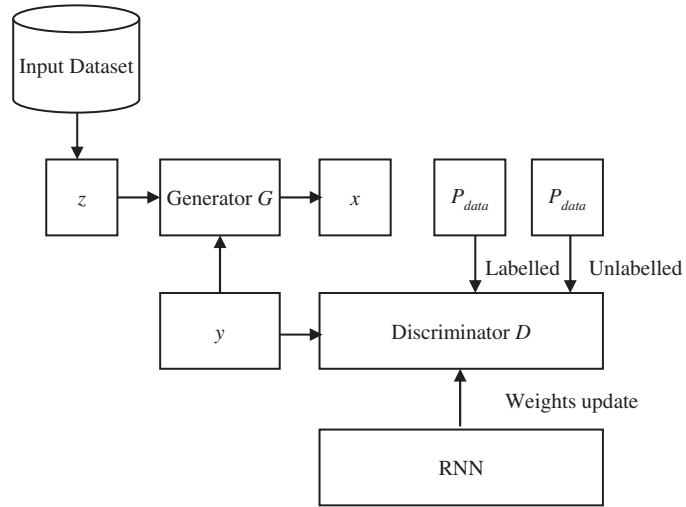 Input Dataset
z
Generator G
x
P_data
P_data
Labelled
Unlabelled
y
Discriminator D
Weights update
RNN